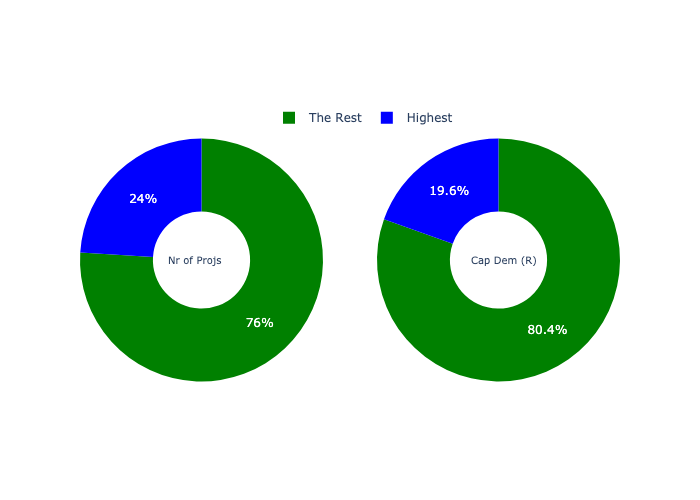 The Rest Highest
24%
Nr of Projs
76%
19.6%
Cap Dem (R)
80.4%